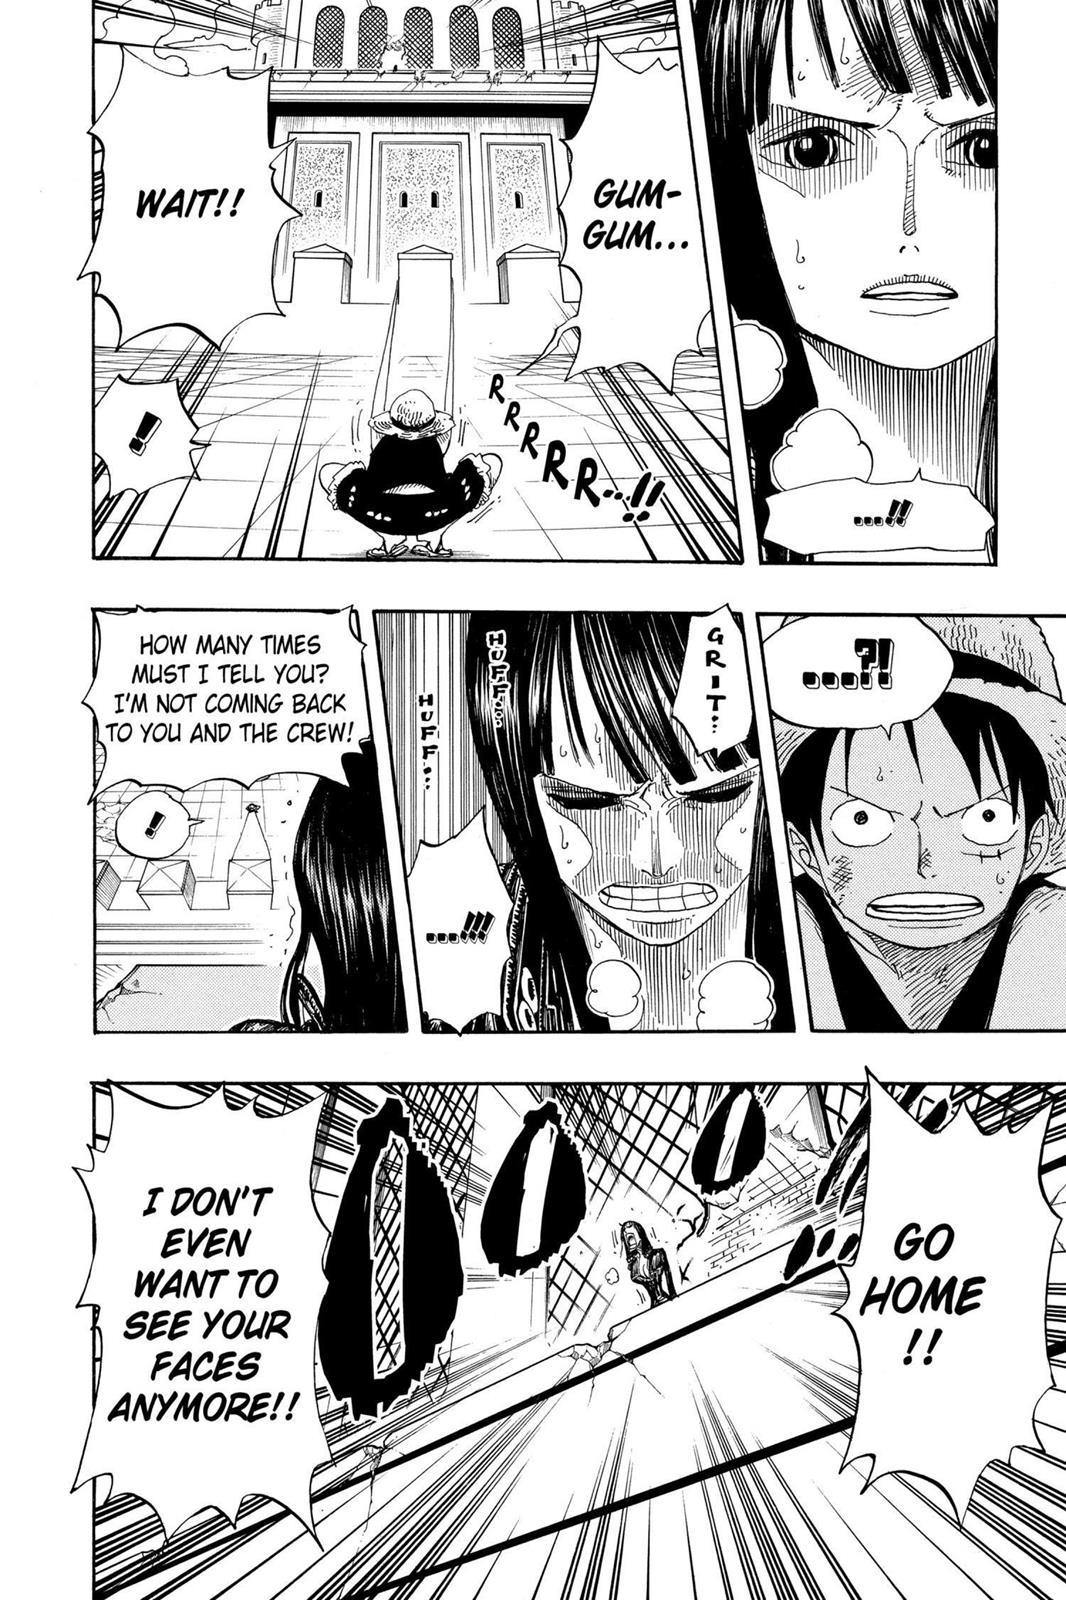 ....!!
GUM-
GUM...
WAIT!!
RRRRRR...!!
!
....?!
GRIT...
HUFF...
HUFF...
....!!!
HOW MANY TIMES
MUST I TELL YOU?
I'M NOT COMING BACK
TO YOU AND THE CREW!
!
GO
HOME
!!
I DON'T
EVEN
WANT TO
SEE YOUR
FACES
ANYMORE!!